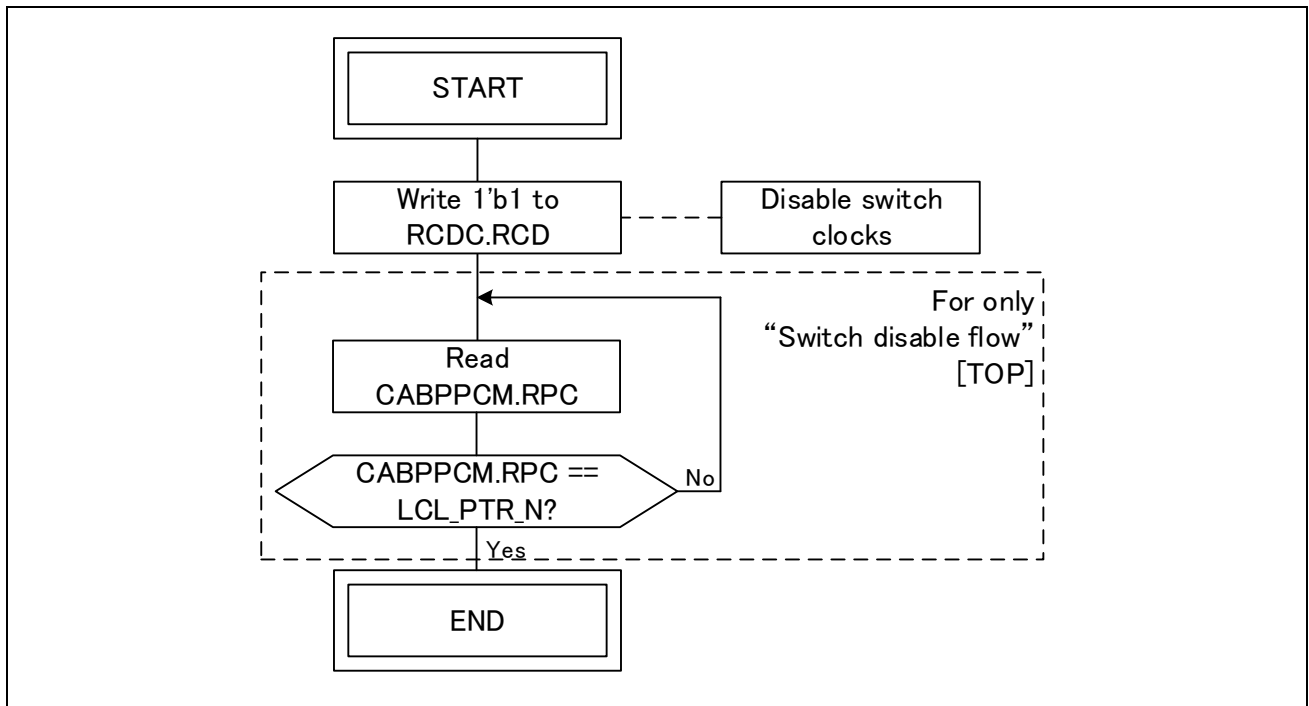 START
Write 1'b1 to
RCDC.RCD
Disable switch
clocks
For only
“Switch disable flow”
[TOP]
Read
CABPPCM.RPC
CABPPCM.RPC ==
LCL_PTR_N?
No
Yes
END